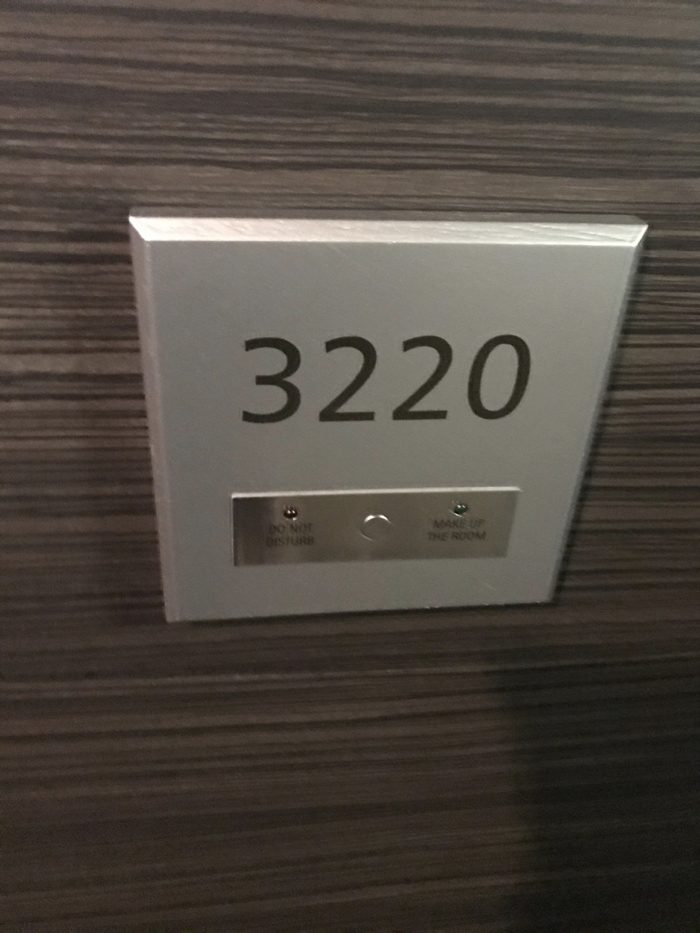 3220
DO NOT
DISTURB
MAKE UP
THE ROOM